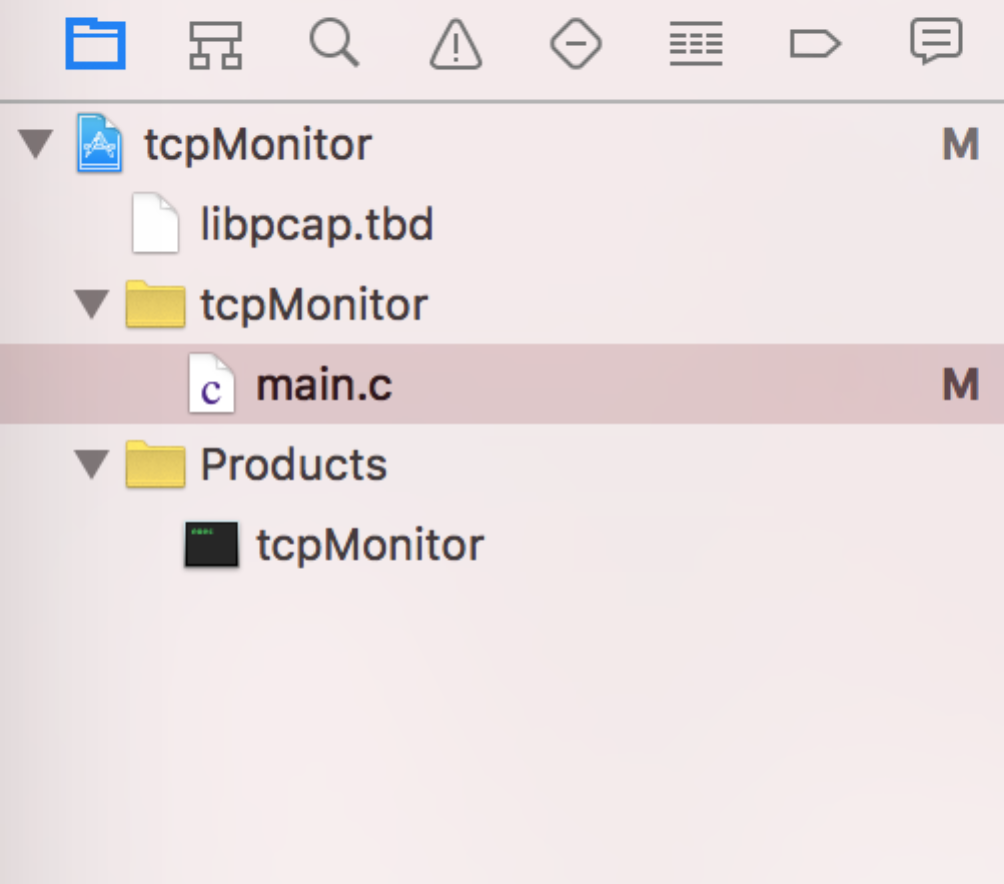 tcpMonitor M
libpcap.tbd
tcpMonitor
c main.c M
Products
tcpMonitor